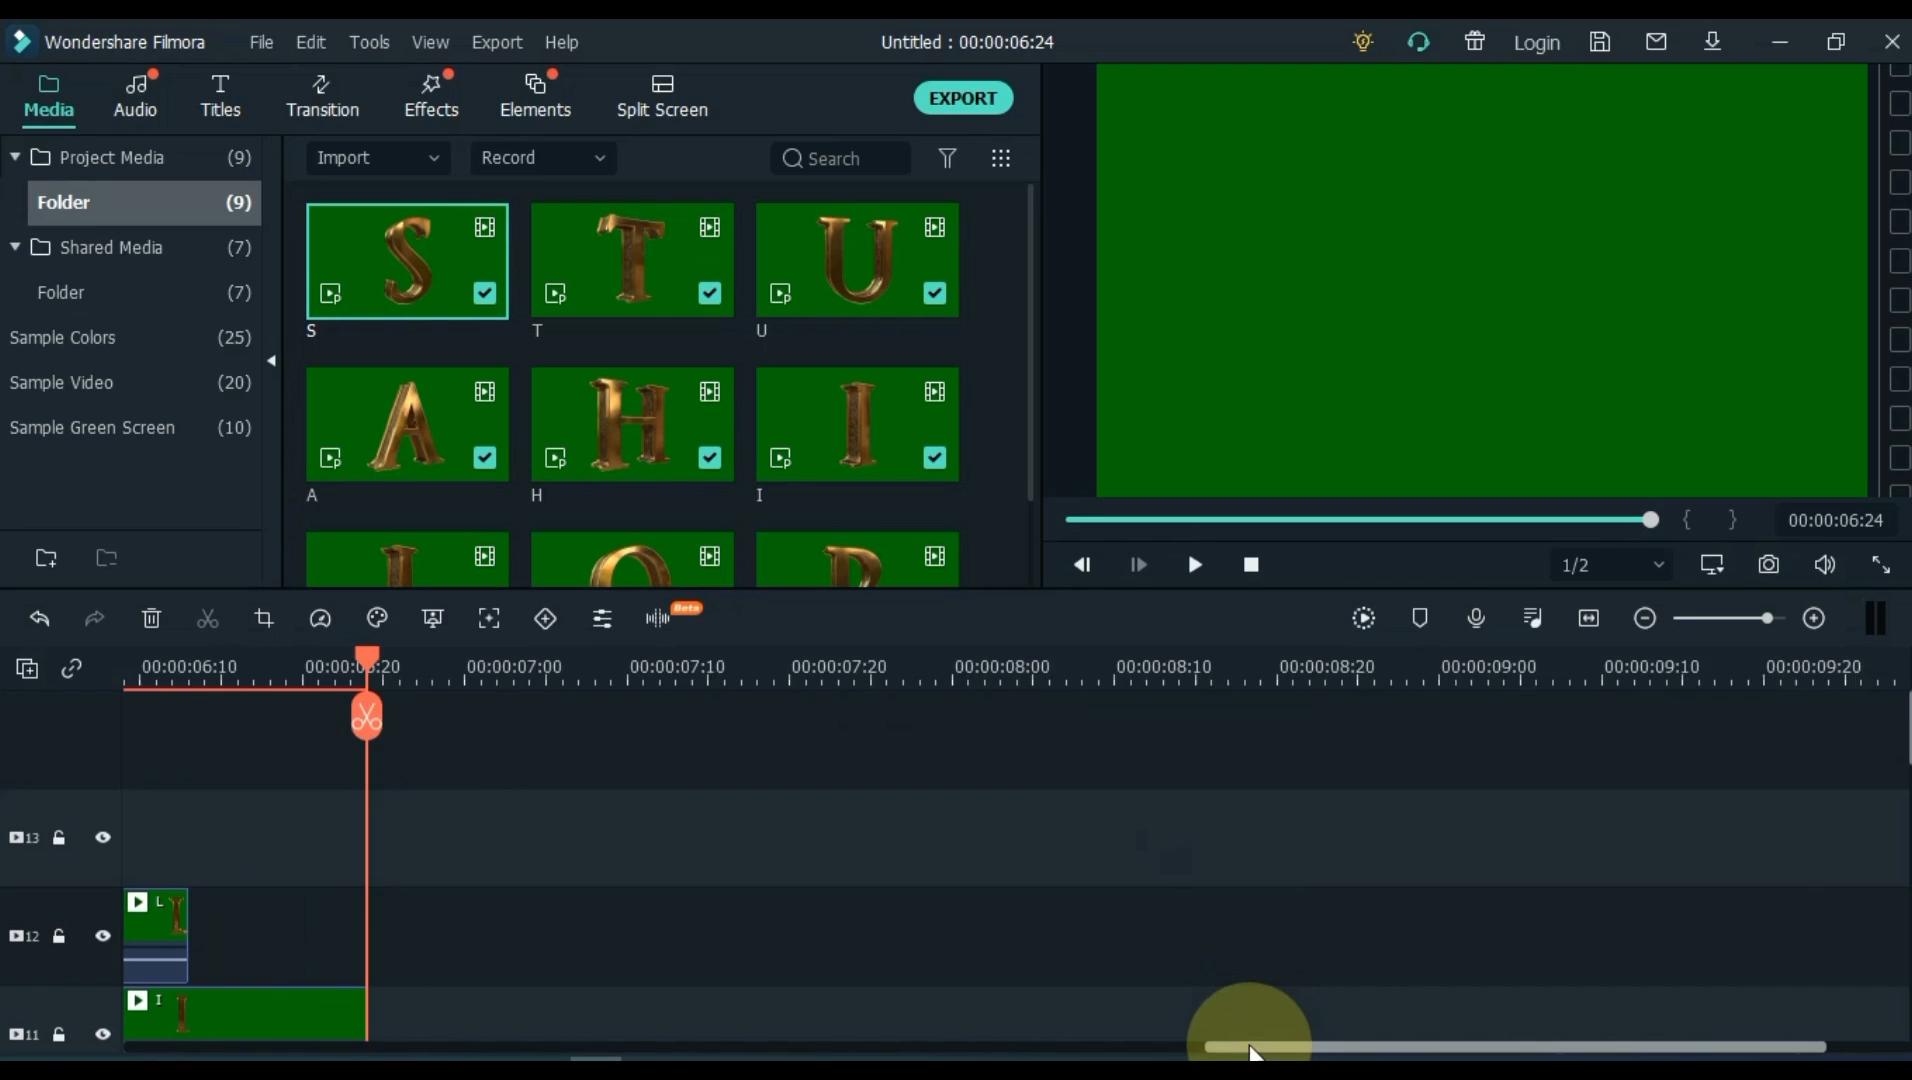 Wondershare Filmora File Edit Tools View Export Help Untitled : 00:00:06:24 Login
Media Audio Titles Transition Effects Elements Split Screen EXPORT
Project Media (9)
Folder (9)
Shared Media (7)
Folder (7)
Sample Colors (25)
Sample Video (20)
Sample Green Screen (10)
Import Record Search
S T U
S T U
A H I
A H I
00:00:06:24
1/2
Beta
00:00:06:10 00:00:06:20 00:00:07:00 00:00:07:10 00:00:07:20 00:00:08:00 00:00:08:10 00:00:08:20 00:00:09:00 00:00:09:10 00:00:09:20
13
L L
12
I I
11